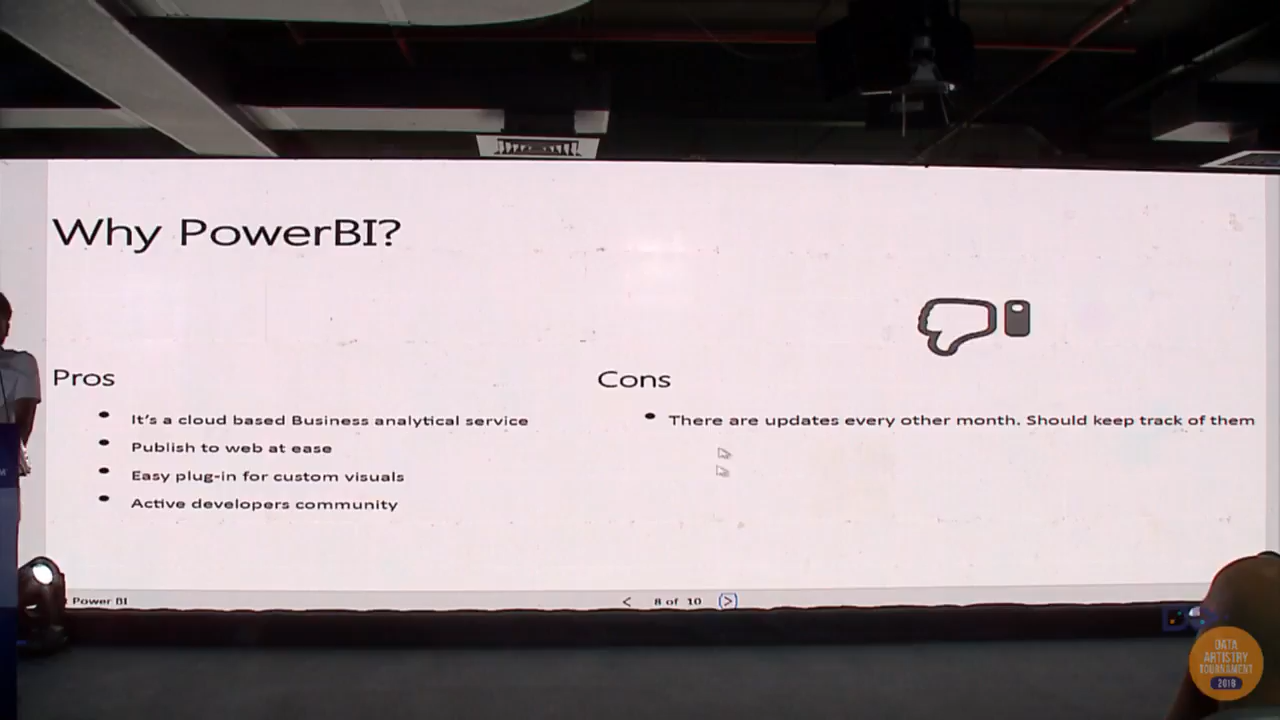 Why PowerBI?
Pros
It's a cloud based Business analytical service
Publish to web at ease
Easy plug-in for custom visuals
Active developers community
Cons
There are updates every other month. Should keep track of them
Power BI
< 8 of 10 >
DATA
ARTISTRY
TOURNAMENT
2018